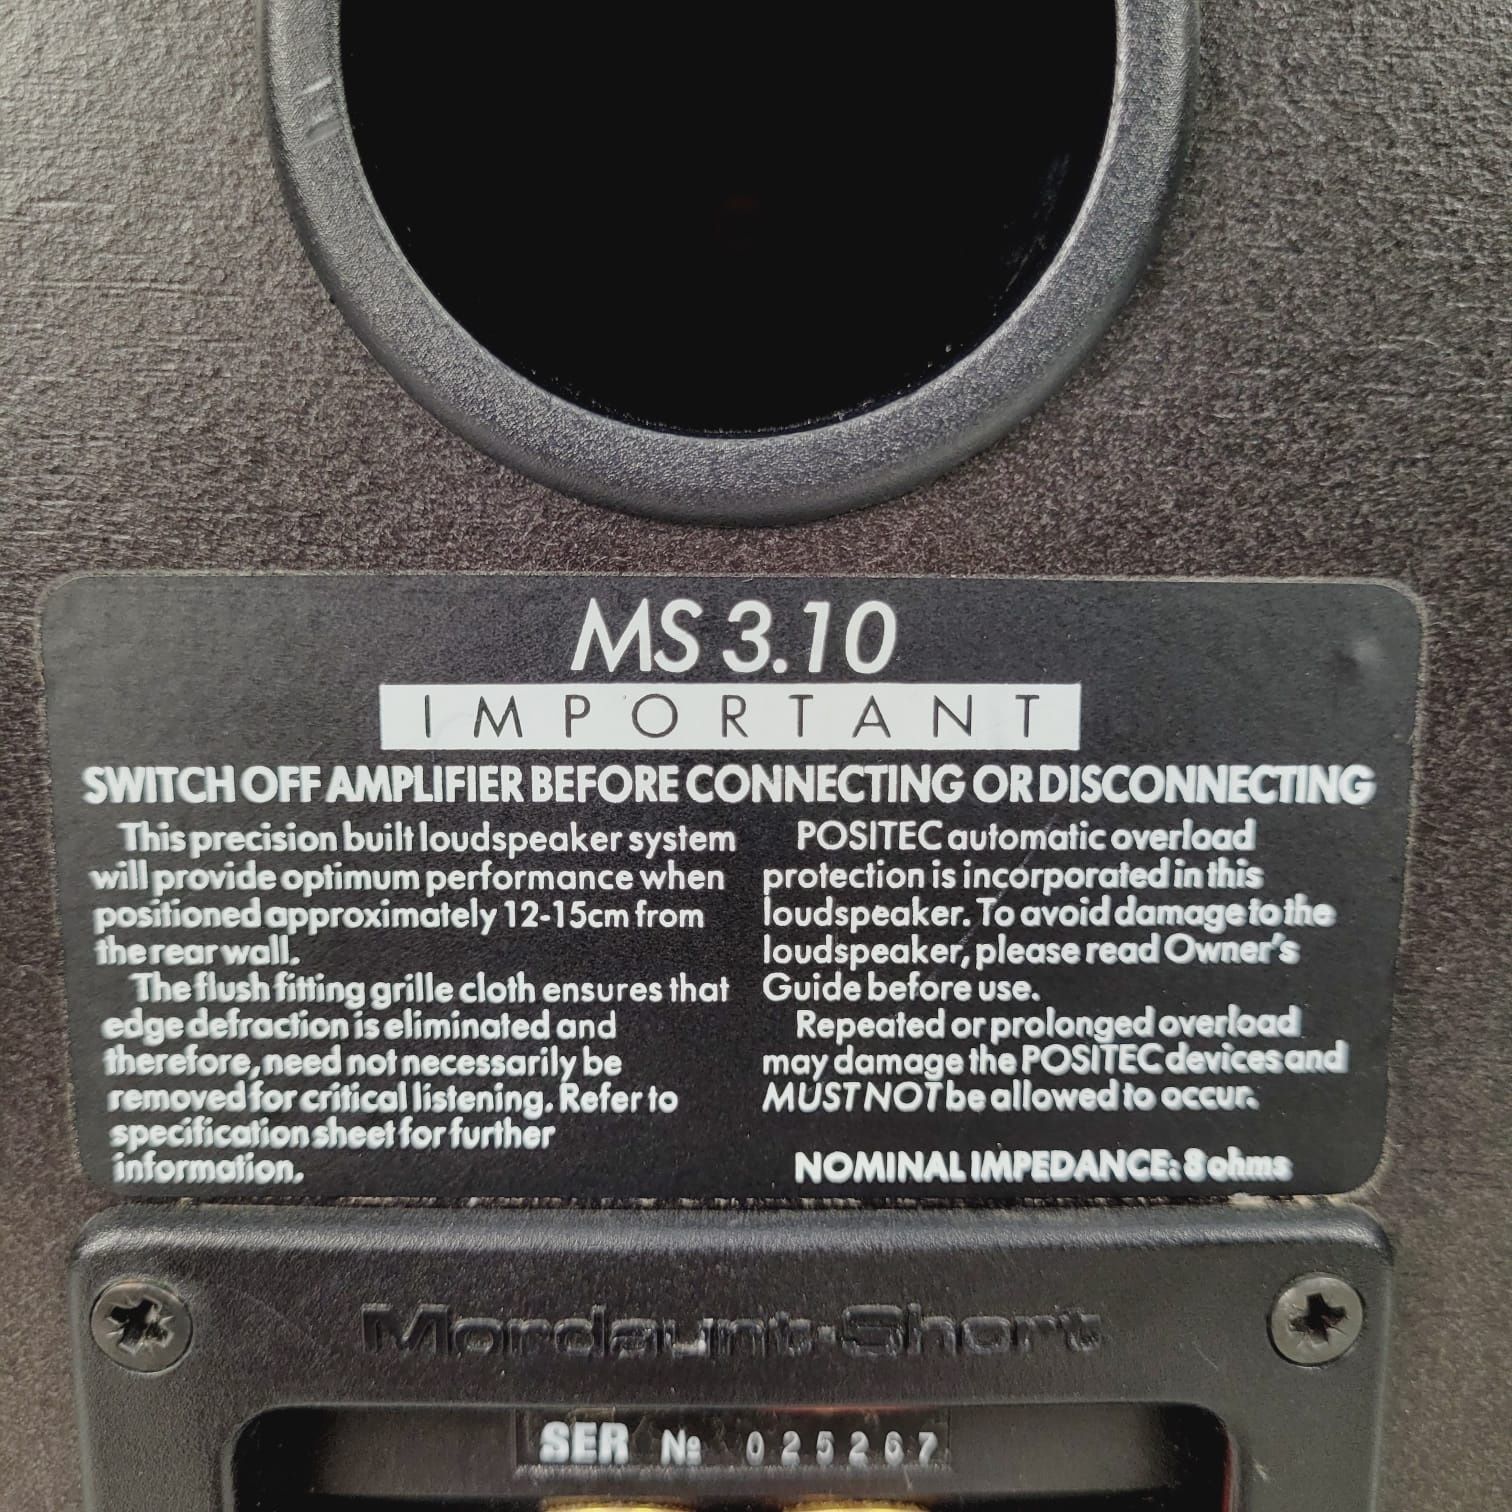 MS 3.10
IMPORTANT
SWITCH OFF AMPLIFIER BEFORE CONNECTING OR DISCONNECTING
This precision built loudspeaker system
will provide optimum performance when
positioned approximately 12-15cm from
the rear wall.
The flush fitting grille cloth ensures that
edge defraction is eliminated and
therefore, need not necessarily be
removed for critical listening. Refer to
specification sheet for further
information.
POSITEC automatic overload
protection is incorporated in this
loudspeaker. To avoid damage to the
loudspeaker, please read Owner's
Guide before use.
Repeated or prolonged overload
may damage the POSITEC devices and
MUST NOT be allowed to occur.
NOMINAL IMPEDANCE: 8 ohms
Mordaunt-Short
SER № 025267